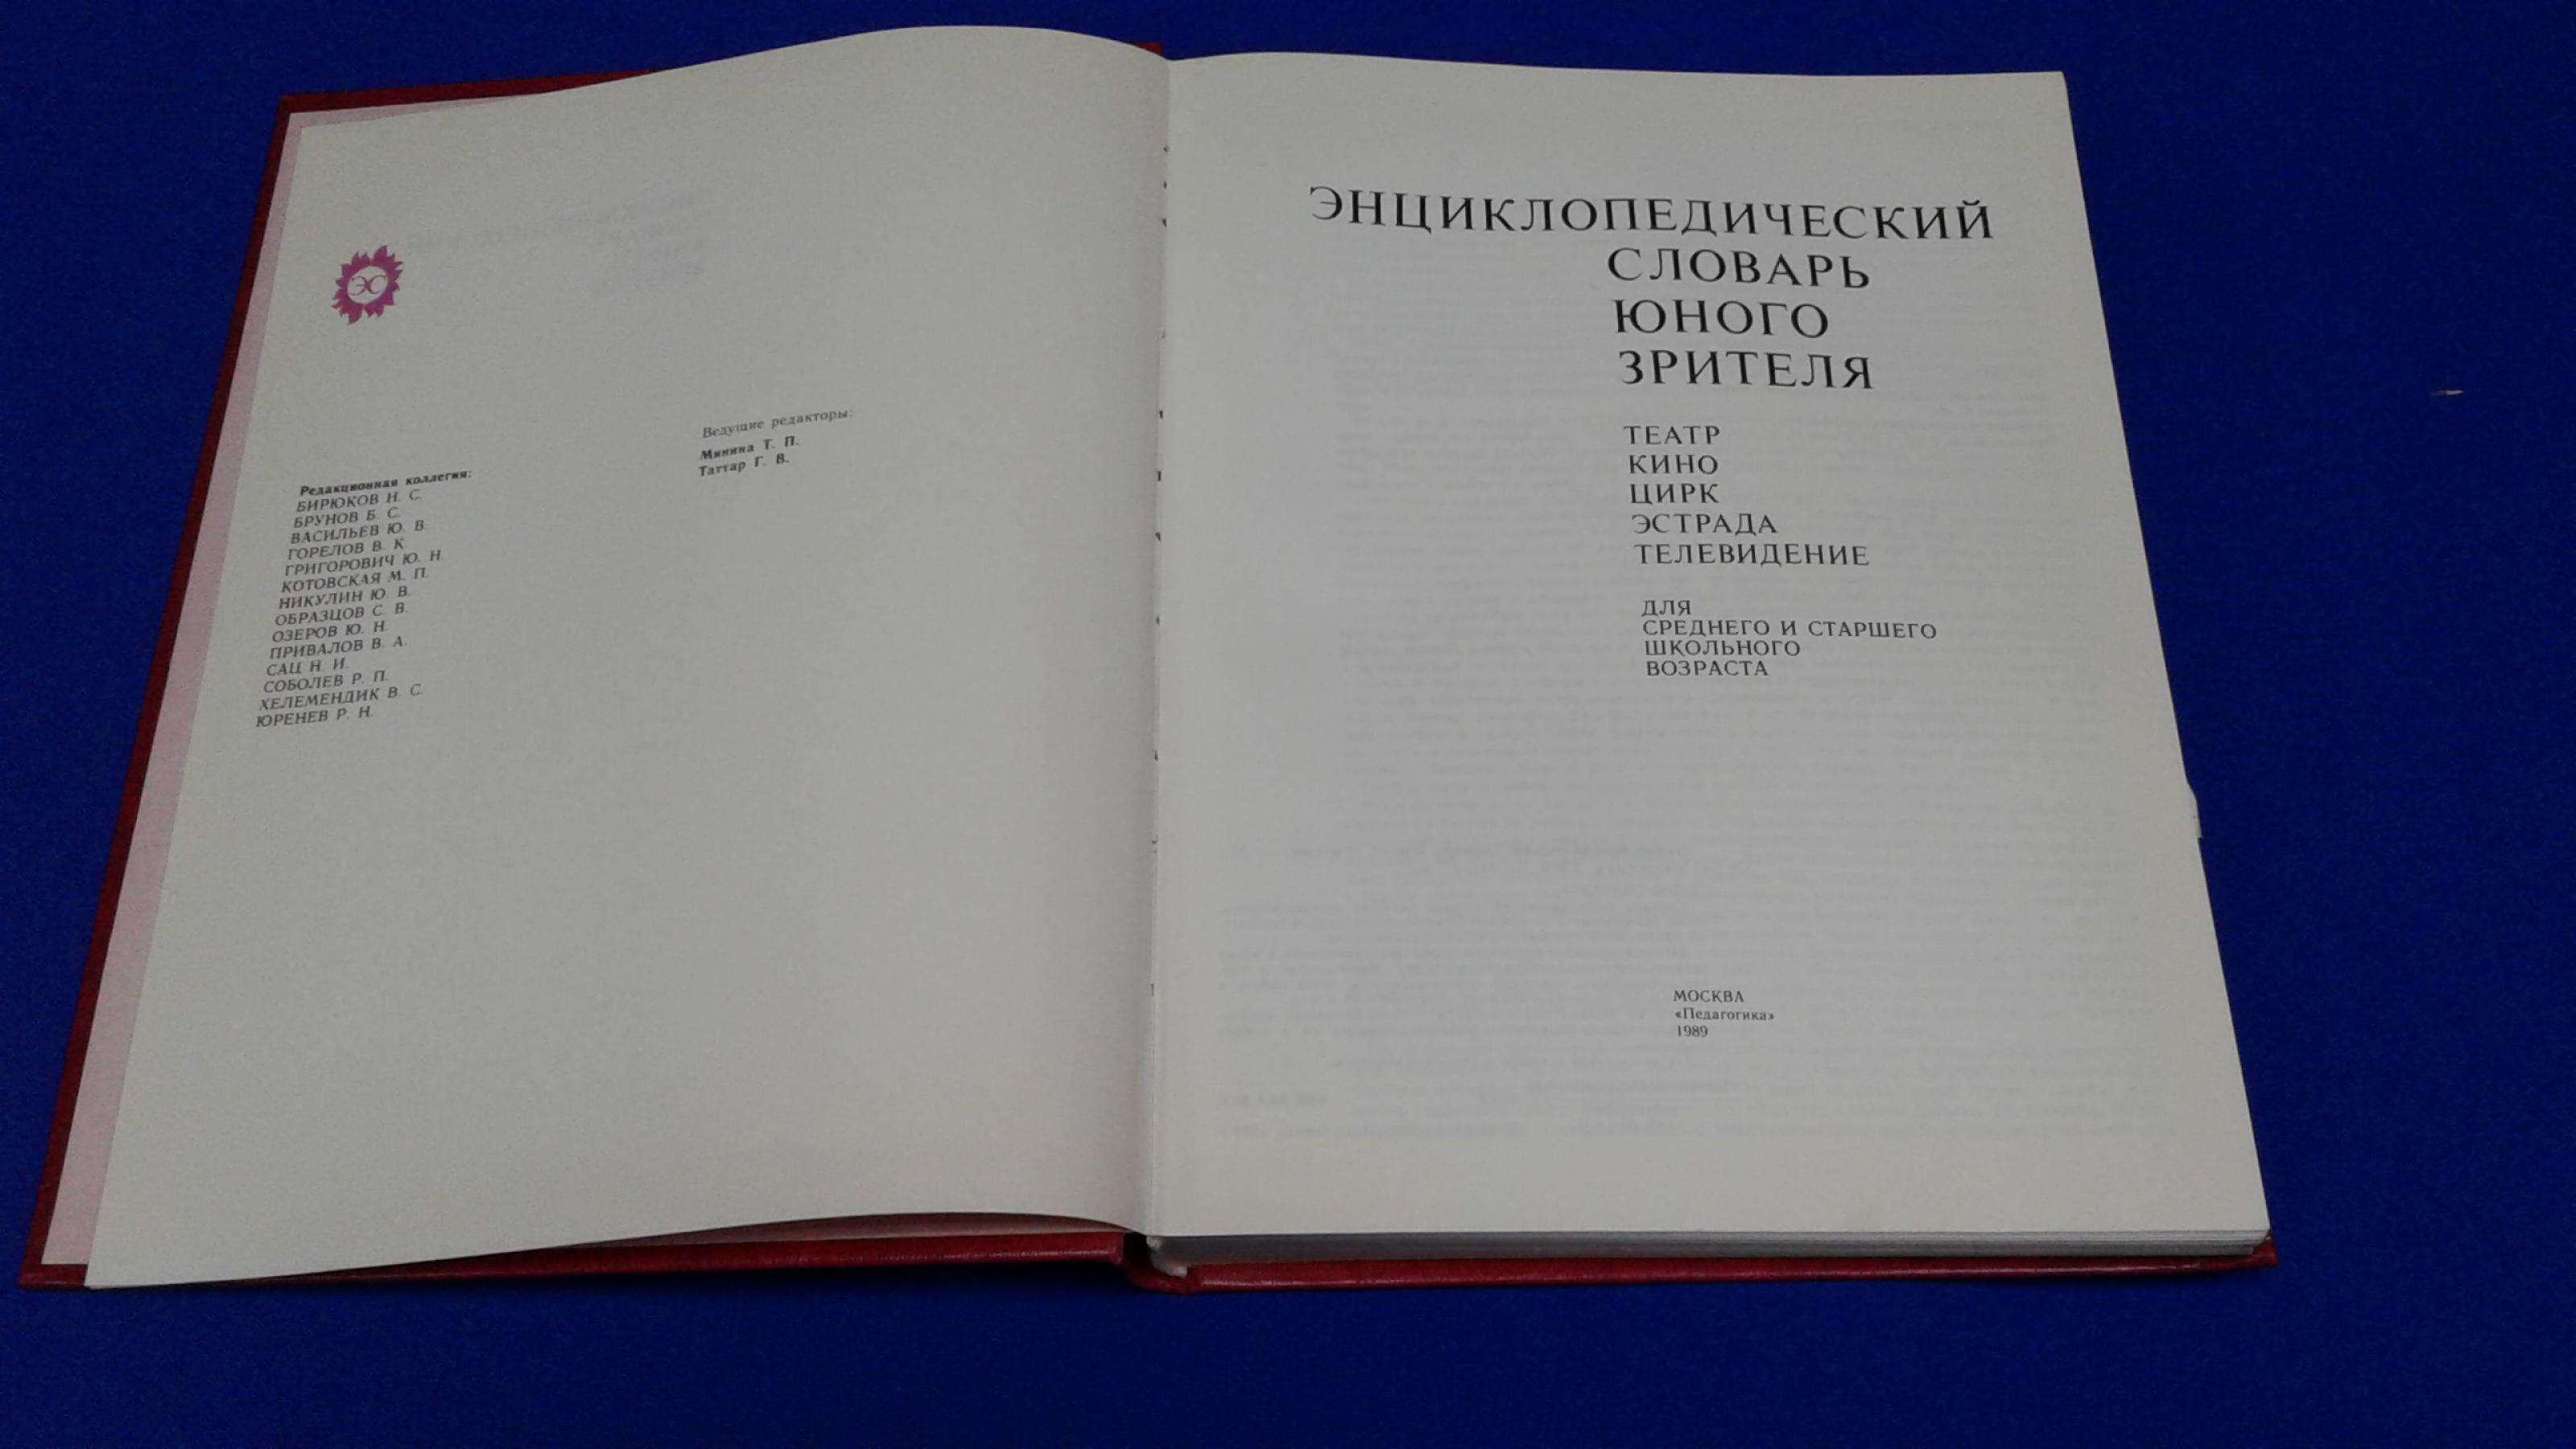 ЭС
Редакционная коллегия:
БИРЮКОВ Н. С.
БРУНОВ Б. С.
ВАСИЛЬЕВ Ю. В.
ГОРЕЛОВ В. К.
ГРИГОРОВИЧ Ю. Н.
КОТОВСКАЯ М. П.
НИКУЛИН Ю. В.
ОБРАЗЦОВ С. В.
ОЗЕРОВ Ю. Н.
ПРИВАЛОВ В. А.
САЦ Н. И.
СОБОЛЕВ Р. П.
ХЕЛЕМЕНДИК В. С.
ЮРЕНЕВ Р. Н.
Ведущие редакторы:
Минина Т. П.
Таттар Г. В.
ЭНЦИКЛОПЕДИЧЕСКИЙ
СЛОВАРЬ
ЮНОГО
ЗРИТЕЛЯ
ТЕАТР
КИНО
ЦИРК
ЭСТРАДА
ТЕЛЕВИДЕНИЕ
ДЛЯ
СРЕДНЕГО И СТАРШЕГО
ШКОЛЬНОГО
ВОЗРАСТА
МОСКВА
«Педагогика»
1989